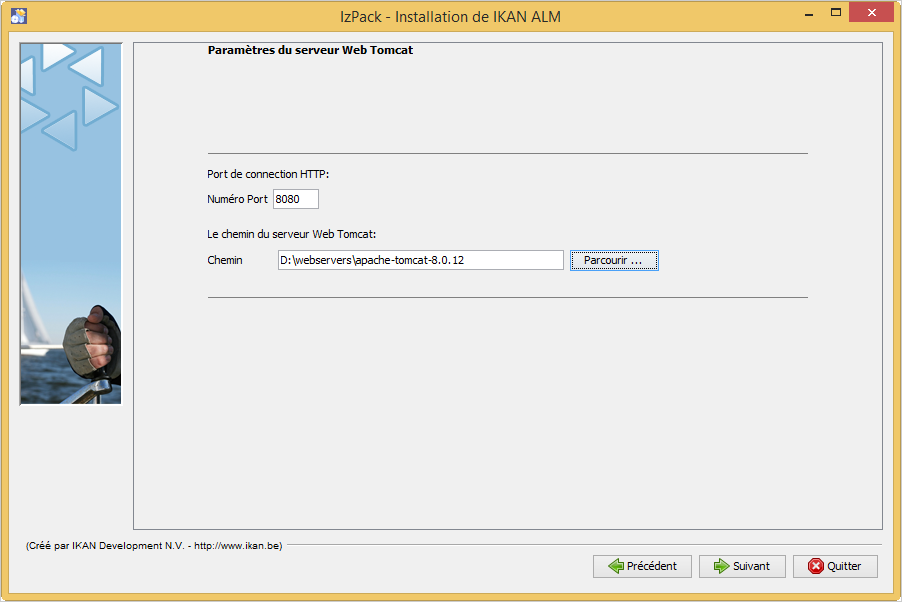 IzPack - Installation de IKAN ALM
Paramètres du serveur Web Tomcat
Port de connection HTTP:
Numéro Port 8080
Le chemin du serveur Web Tomcat:
Chemin D:\webservers\apache-tomcat-8.0.12 Parcourir ...
(Créé par IKAN Development N.V. - http://www.ikan.be)
Précédent Suivant Quitter